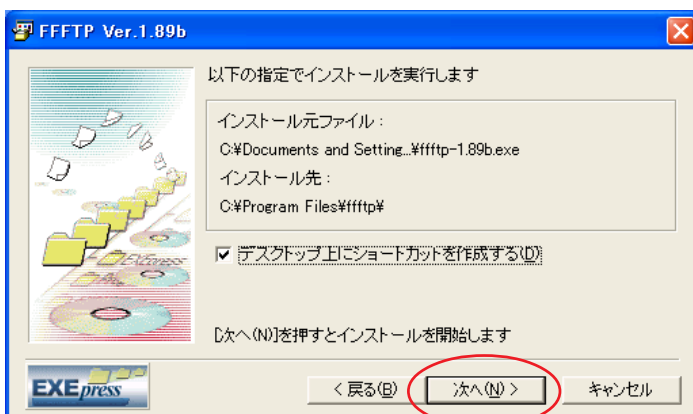 FFFTP Ver.1.89b
以下の指定でインストールを実行します
インストール元ファイル:
C:¥Documents and Setting...¥ffftp-1.89b.exe
インストール先:
C:¥Program Files¥ffftp¥
デスクトップ上にショートカットを作成する(D)
EXEpress
[次へ(N)]を押すとインストールを開始します
EXEpress
< 戻る(B)
次へ(N) >
キャンセル